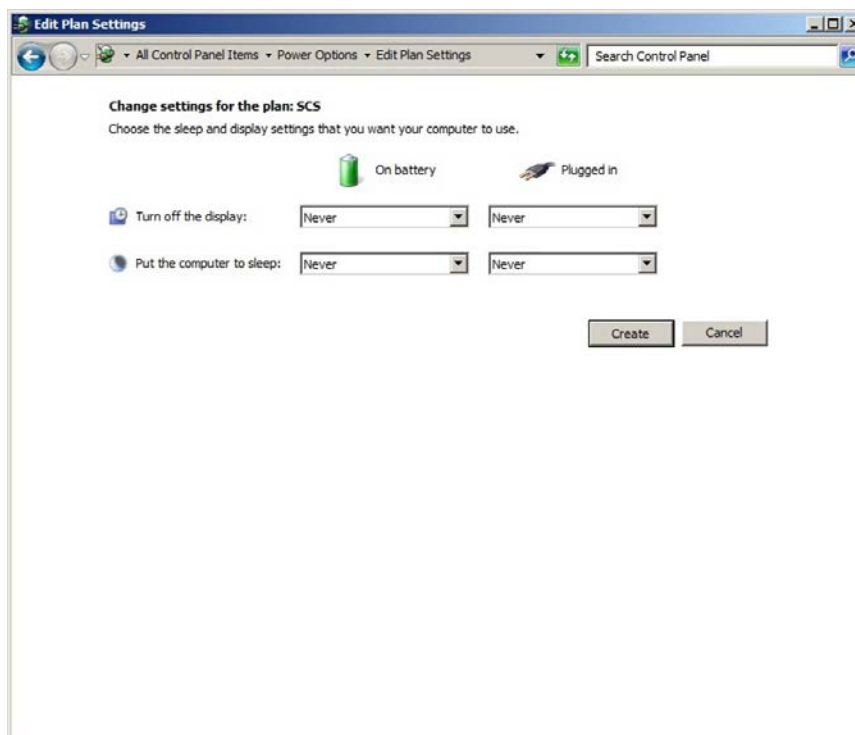 Edit Plan Settings
All Control Panel Items Power Options Edit Plan Settings Search Control Panel
Change settings for the plan: SCS
Choose the sleep and display settings that you want your computer to use.
On battery Plugged in
Turn off the display: Never Never
Put the computer to sleep: Never Never
Create Cancel